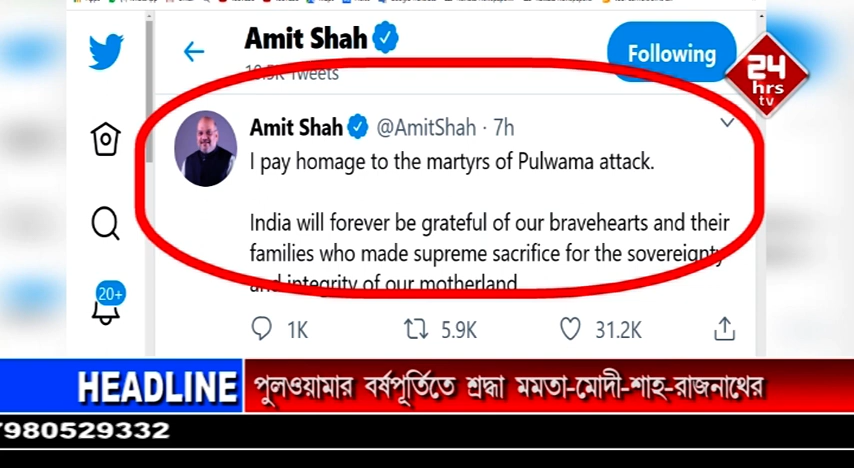 Amit Shah
Following
24
hrs
tv
Tweets
Amit Shah @AmitShah · 7h
I pay homage to the martyrs of Pulwama attack.
India will forever be grateful of our bravehearts and their
families who made supreme sacrifice for the sovereignty
and integrity of our motherland
20+
1K 5.9K 31.2K
HEADLINE পুলওয়ামার বর্ষপূর্তিতে শ্রদ্ধা মমতা-মোদী-শাহ-রাজনাথের
7980529332